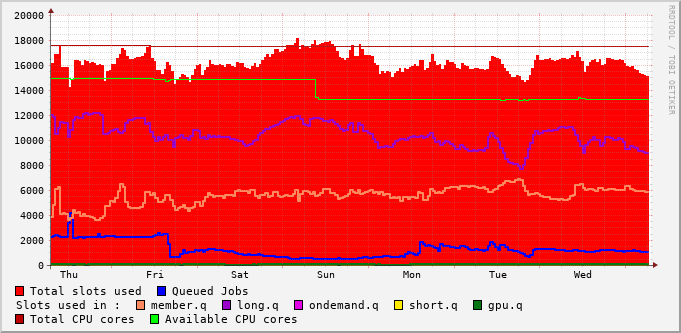 20000
18000
16000
14000
12000
10000
8000
6000
4000
2000
0
Thu Fri Sat Sun Mon Tue Wed
Total slots used Queued Jobs
Slots used in : member.q long.q ondemand.q short.q gpu.q
Total CPU cores Available CPU cores
RRDTOOL / TOBI OETIKER